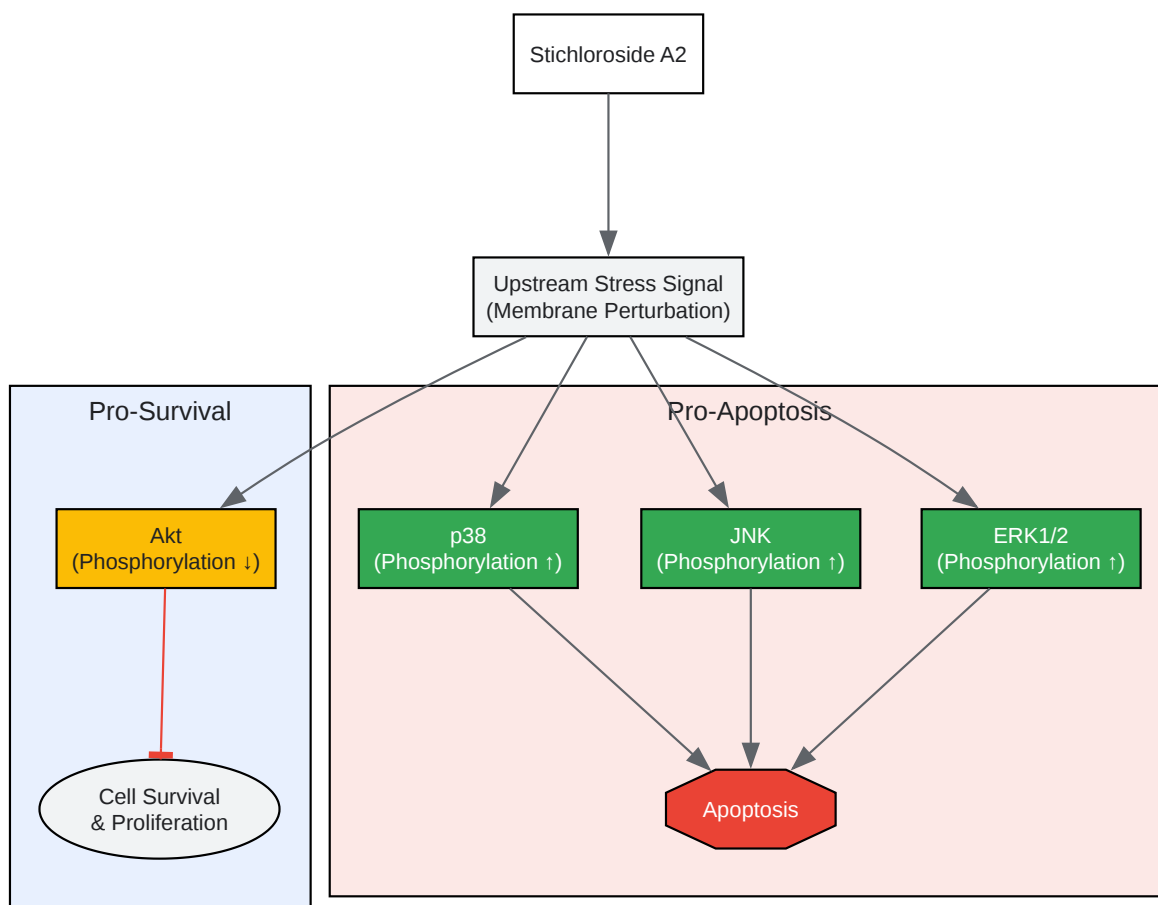 Stichloroside A2
Upstream Stress Signal
(Membrane Perturbation)
Pro-Survival
Pro-Apoptosis
Akt
(Phosphorylation ↓)
p38
(Phosphorylation ↑)
JNK
(Phosphorylation ↑)
ERK1/2
(Phosphorylation ↑)
Cell Survival
& Proliferation
Apoptosis